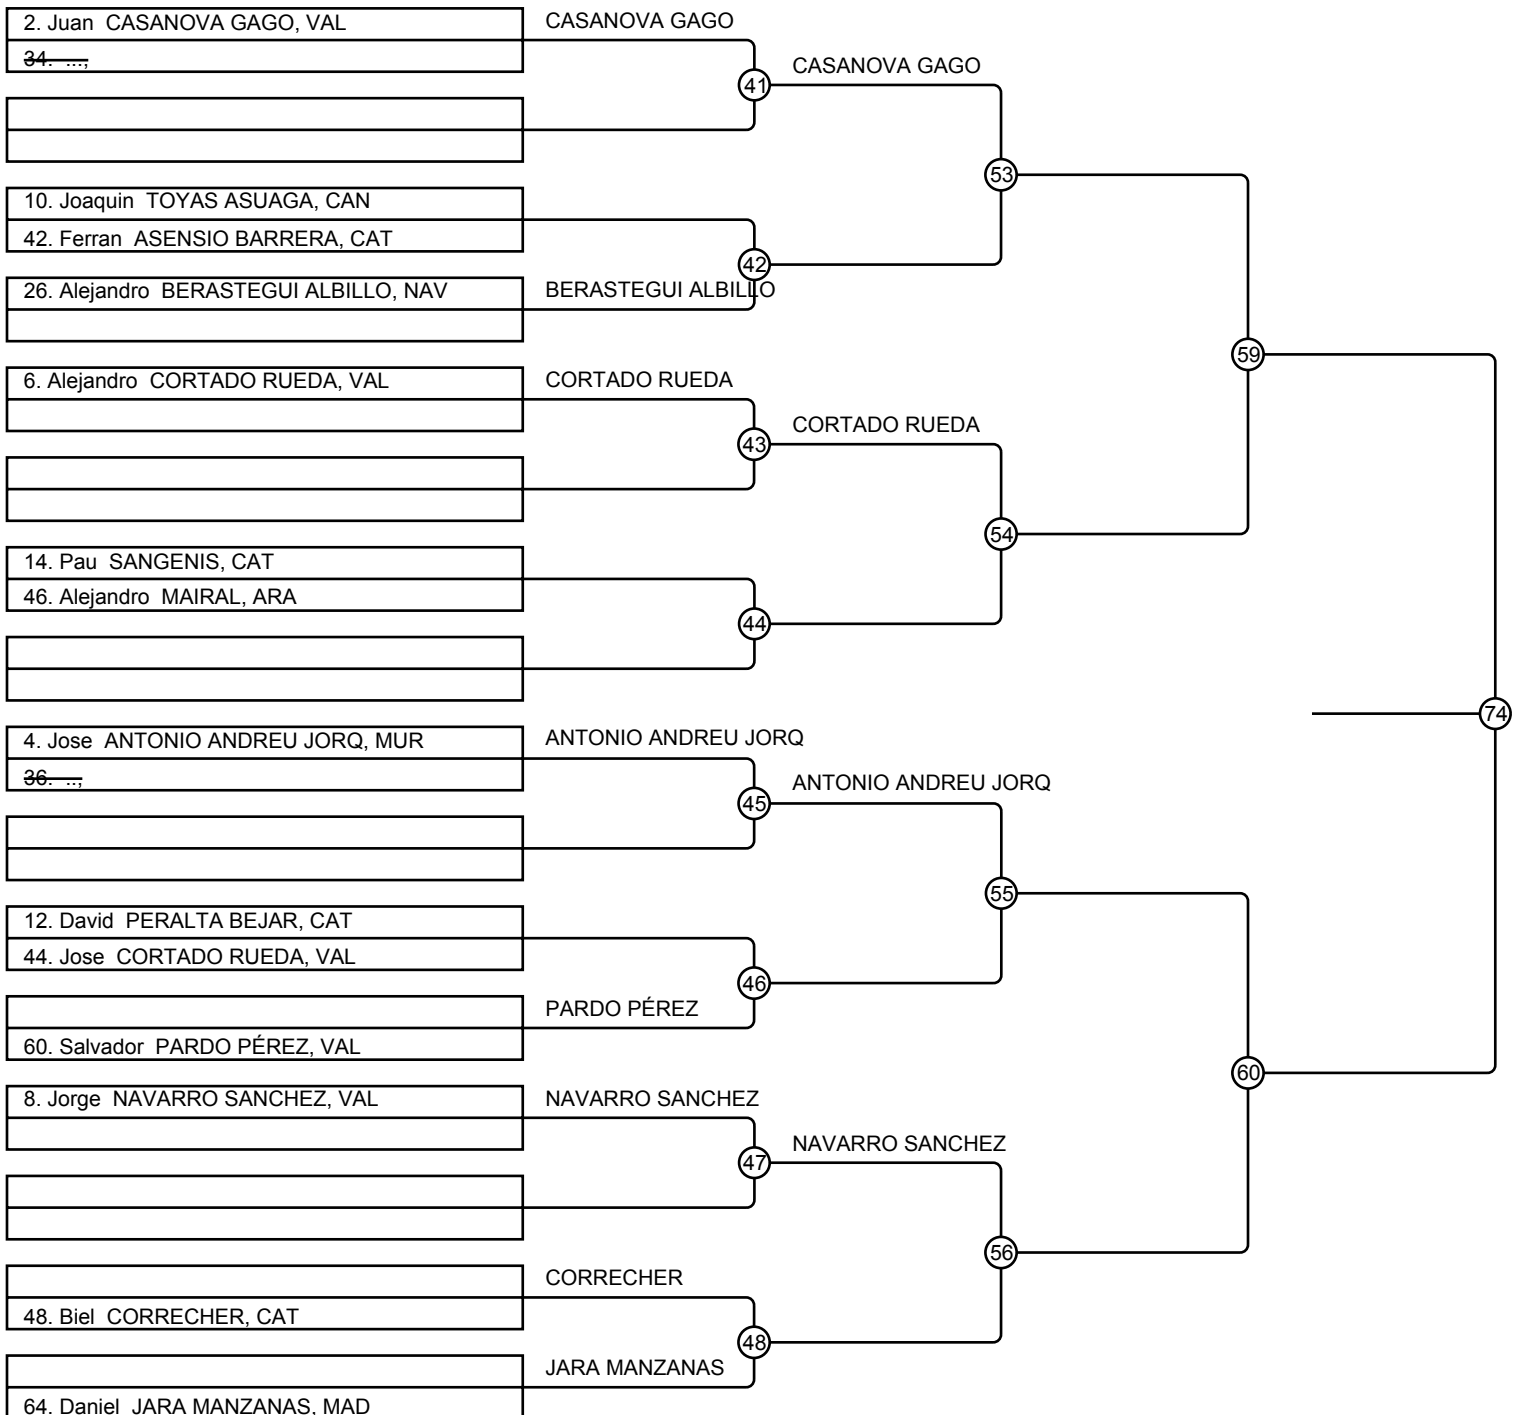 2. Juan CASANOVA GAGO, VAL
CASANOVA GAGO
34. ...,
CASANOVA GAGO
41
53
10. Joaquin TOYAS ASUAGA, CAN
42. Ferran ASENSIO BARRERA, CAT
42
26. Alejandro BERASTEGUI ALBILLO, NAV
BERASTEGUI ALBILLO
59
6. Alejandro CORTADO RUEDA, VAL
CORTADO RUEDA
CORTADO RUEDA
43
54
14. Pau SANGENIS, CAT
46. Alejandro MAIRAL, ARA
44
74
4. Jose ANTONIO ANDREU JORQ, MUR
ANTONIO ANDREU JORQ
36. ..,
ANTONIO ANDREU JORQ
45
55
12. David PERALTA BEJAR, CAT
44. Jose CORTADO RUEDA, VAL
46
PARDO PÉREZ
60. Salvador PARDO PÉREZ, VAL
60
8. Jorge NAVARRO SANCHEZ, VAL
NAVARRO SANCHEZ
NAVARRO SANCHEZ
47
56
CORRECHER
48. Biel CORRECHER, CAT
48
JARA MANZANAS
64. Daniel JARA MANZANAS, MAD